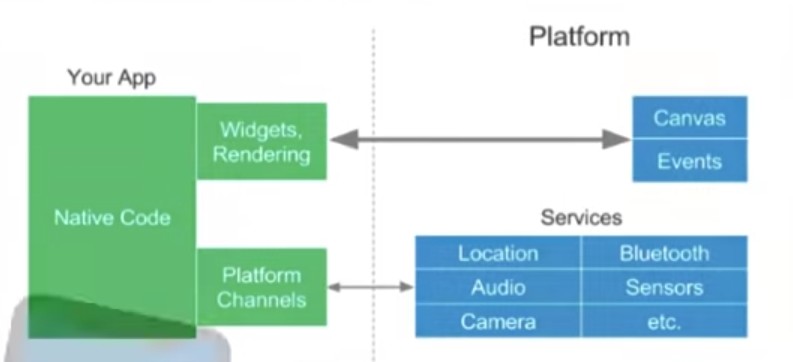 Platform
Your App
Widgets,
Rendering
Canvas
Events
Native Code
Services
Platform
Channels
Location
Bluetooth
Audio
Sensors
Camera
etc.